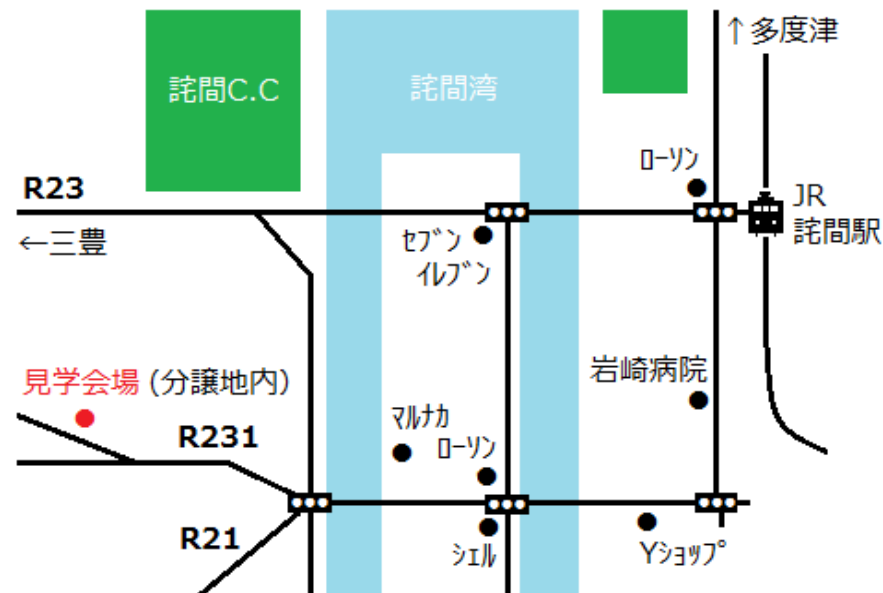 ↑多度津
詫間C.C
詫間湾
ﾛｰｿﾝ
R23
JR
詫間駅
←三豊
ｾﾌﾞﾝ
ｲﾚﾌﾞﾝ
岩崎病院
見学会場 (分譲地内)
ﾏﾙﾅｶ
R231
ﾛｰｿﾝ
R21
ｼｪﾙ
Yｼｮｯﾌﾟ